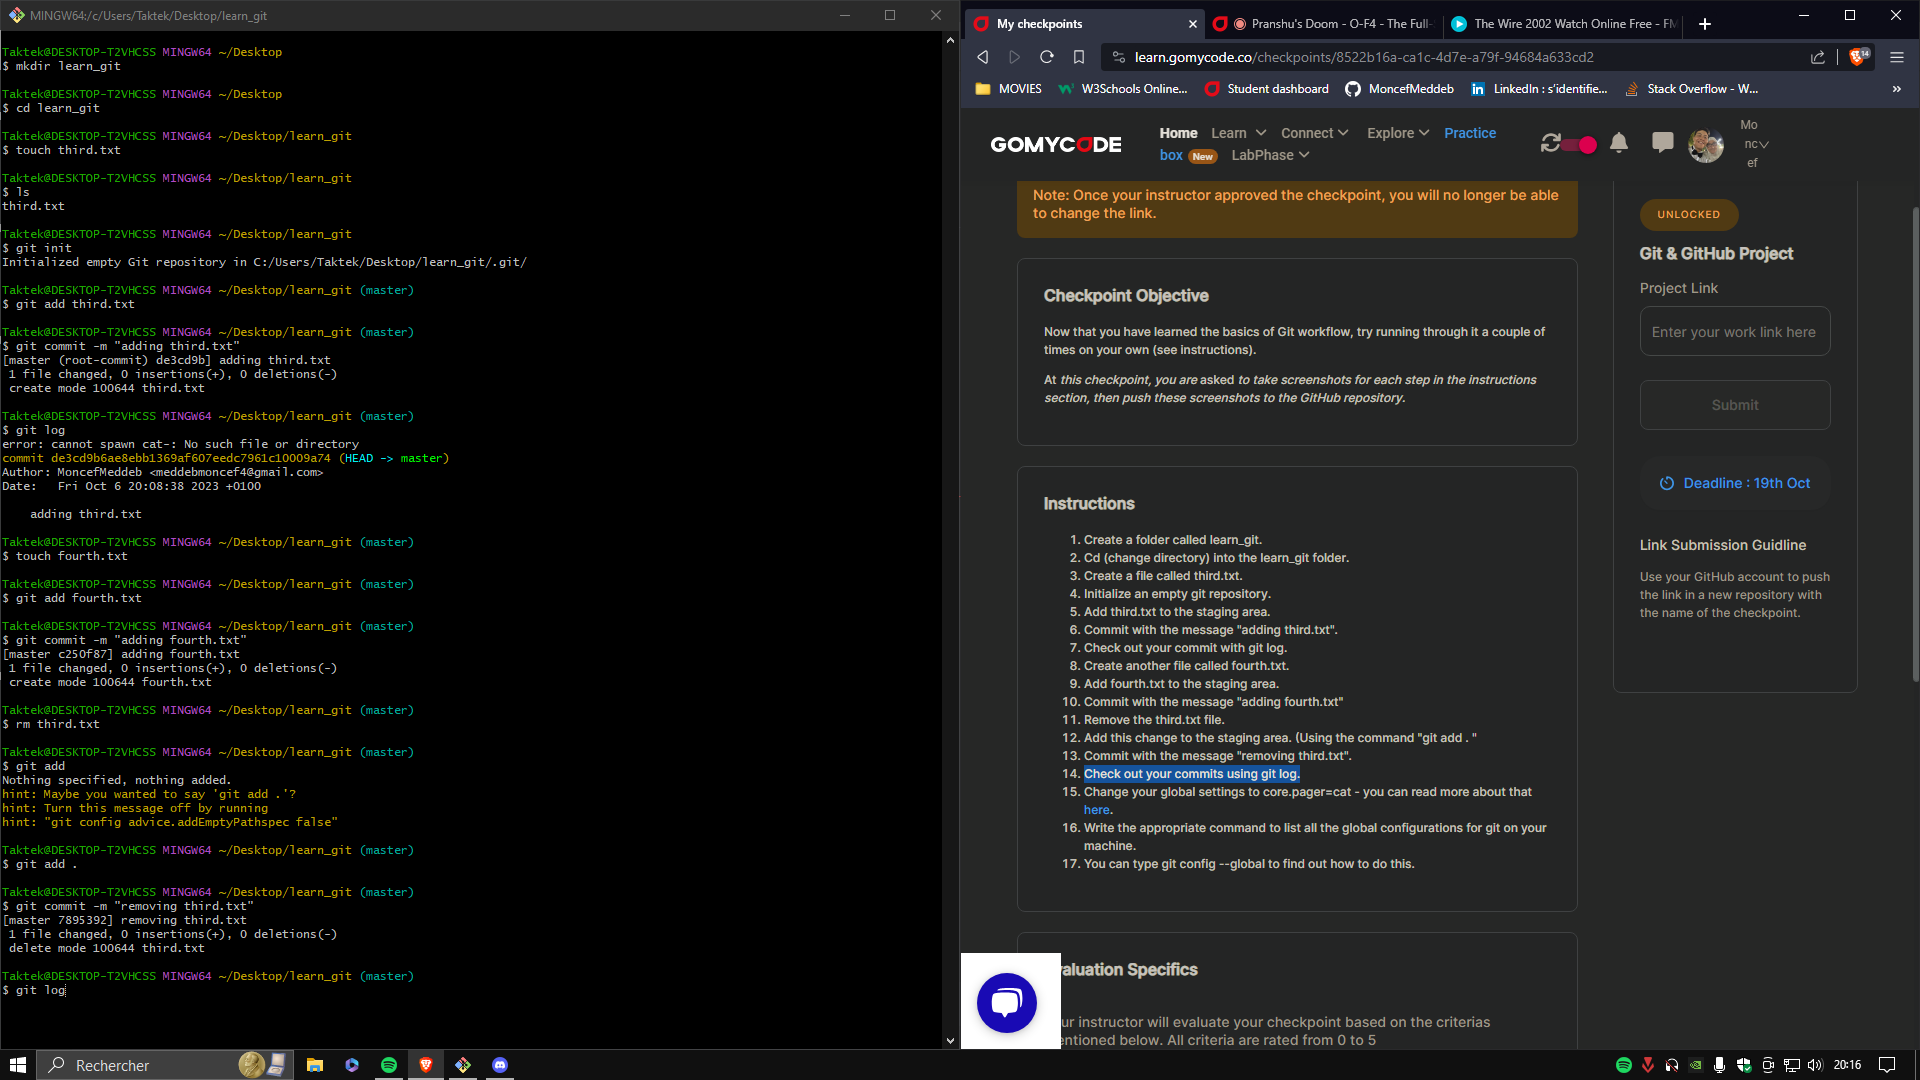 MINGW64:/c/Users/Taktek/Desktop/learn_git
Taktek@DESKTOP-T2VHCSS MINGW64 ~/Desktop
$ mkdir learn_git
Taktek@DESKTOP-T2VHCSS MINGW64 ~/Desktop
$ cd learn_git
Taktek@DESKTOP-T2VHCSS MINGW64 ~/Desktop/learn_git
$ touch third.txt
Taktek@DESKTOP-T2VHCSS MINGW64 ~/Desktop/learn_git
$ ls
third.txt
Taktek@DESKTOP-T2VHCSS MINGW64 ~/Desktop/learn_git
$ git init
Initialized empty Git repository in C:/Users/Taktek/Desktop/learn_git/.git/
Taktek@DESKTOP-T2VHCSS MINGW64 ~/Desktop/learn_git (master)
$ git add third.txt
Taktek@DESKTOP-T2VHCSS MINGW64 ~/Desktop/learn_git (master)
$ git commit -m "adding third.txt"
[master (root-commit) de3cd9b] adding third.txt
1 file changed, 0 insertions(+), 0 deletions(-)
create mode 100644 third.txt
Taktek@DESKTOP-T2VHCSS MINGW64 ~/Desktop/learn_git (master)
$ git log
error: cannot spawn cat-: No such file or directory
commit de3cd9b6ae8ebb1369af607eedc7961c10009a74 (HEAD -> master)
Author: MoncefMeddeb <meddebmoncef4@gmail.com>
Date:   Fri Oct 6 20:08:38 2023 +0100
adding third.txt
Taktek@DESKTOP-T2VHCSS MINGW64 ~/Desktop/learn_git (master)
$ touch fourth.txt
Taktek@DESKTOP-T2VHCSS MINGW64 ~/Desktop/learn_git (master)
$ git add fourth.txt
Taktek@DESKTOP-T2VHCSS MINGW64 ~/Desktop/learn_git (master)
$ git commit -m "adding fourth.txt"
[master c250f87] adding fourth.txt
1 file changed, 0 insertions(+), 0 deletions(-)
create mode 100644 fourth.txt
Taktek@DESKTOP-T2VHCSS MINGW64 ~/Desktop/learn_git (master)
$ rm third.txt
Taktek@DESKTOP-T2VHCSS MINGW64 ~/Desktop/learn_git (master)
$ git add
Nothing specified, nothing added.
hint: Maybe you wanted to say 'git add .'?
hint: Turn this message off by running
hint: "git config advice.addEmptyPathspec false"
Taktek@DESKTOP-T2VHCSS MINGW64 ~/Desktop/learn_git (master)
$ git add .
Taktek@DESKTOP-T2VHCSS MINGW64 ~/Desktop/learn_git (master)
$ git commit -m "removing third.txt"
[master 7895392] removing third.txt
1 file changed, 0 insertions(+), 0 deletions(-)
delete mode 100644 third.txt
Taktek@DESKTOP-T2VHCSS MINGW64 ~/Desktop/learn_git (master)
$ git log
My checkpoints
Pranshu's Doom - O-F4 - The Full-
The Wire 2002 Watch Online Free - FM
learn.gomycode.co/checkpoints/8522b16a-ca1c-4d7e-a79f-94684a633cd2
14
MOVIES
W3Schools Online...
Student dashboard
MoncefMeddeb
LinkedIn : s'identifie...
Stack Overflow - W...
GOMYCODE
Home Learn Connect Explore Practice
box New LabPhase
Mo
nc
ef
Note: Once your instructor approved the checkpoint, you will no longer be able
to change the link.
Checkpoint Objective
Now that you have learned the basics of Git workflow, try running through it a couple of
times on your own (see instructions).
At this checkpoint, you are asked to take screenshots for each step in the instructions
section, then push these screenshots to the GitHub repository.
Instructions
1. Create a folder called learn_git.
2. Cd (change directory) into the learn_git folder.
3. Create a file called third.txt.
4. Initialize an empty git repository.
5. Add third.txt to the staging area.
6. Commit with the message "adding third.txt".
7. Check out your commit with git log.
8. Create another file called fourth.txt.
9. Add fourth.txt to the staging area.
10. Commit with the message "adding fourth.txt"
11. Remove the third.txt file.
12. Add this change to the staging area. (Using the command "git add . "
13. Commit with the message "removing third.txt".
14. Check out your commits using git log.
15. Change your global settings to core.pager=cat - you can read more about that
here.
16. Write the appropriate command to list all the global configurations for git on your
machine.
17. You can type git config --global to find out how to do this.
valuation Specifics
ur instructor will evaluate your checkpoint based on the criterias
entioned below. All criteria are rated from 0 to 5
UNLOCKED
Git & GitHub Project
Project Link
Enter your work link here
Submit
Deadline : 19th Oct
Link Submission Guidline
Use your GitHub account to push
the link in a new repository with
the name of the checkpoint.
Rechercher
20:16